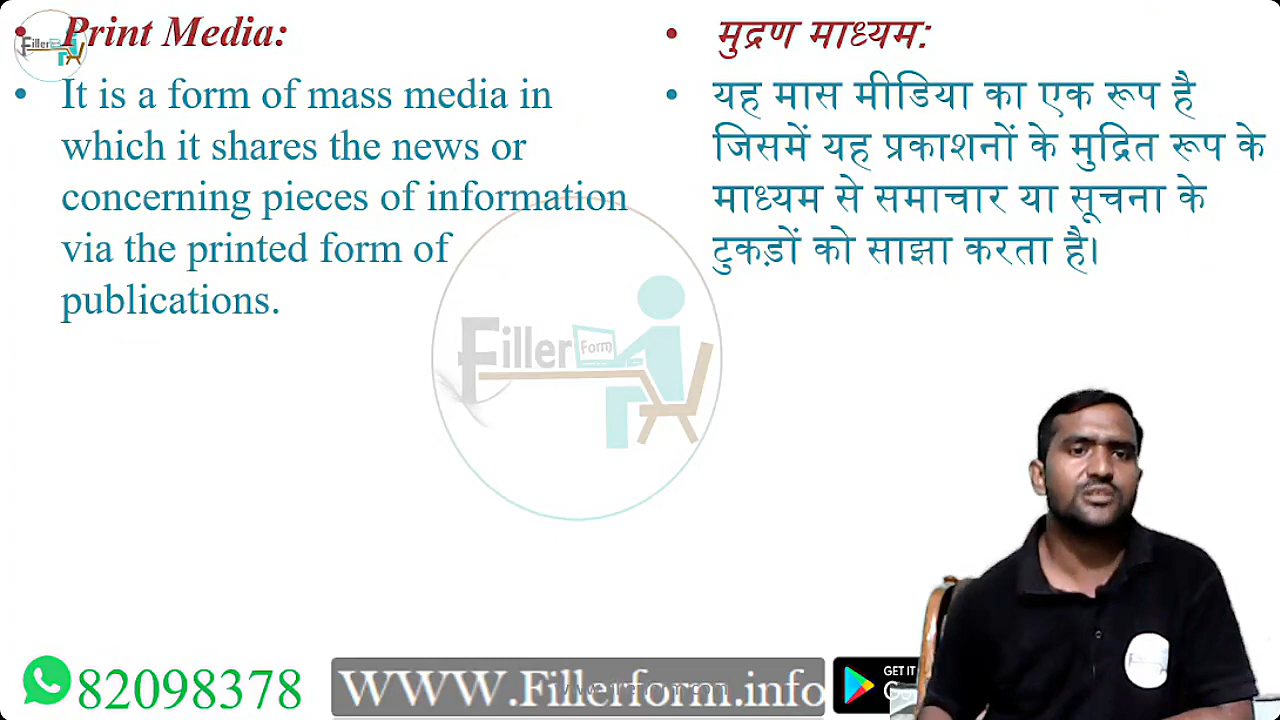 Print Media:
It is a form of mass media in
which it shares the news or
concerning pieces of information
via the printed form of
publications.
मुद्रण माध्यम:
यह मास मीडिया का एक रूप है
जिसमें यह प्रकाशनों के मुद्रित रूप के
माध्यम से समाचार या सूचना के
टुकड़ों को साझा करता है।
Filler Form
82098378
WWW.Fillerform.info
GET IT